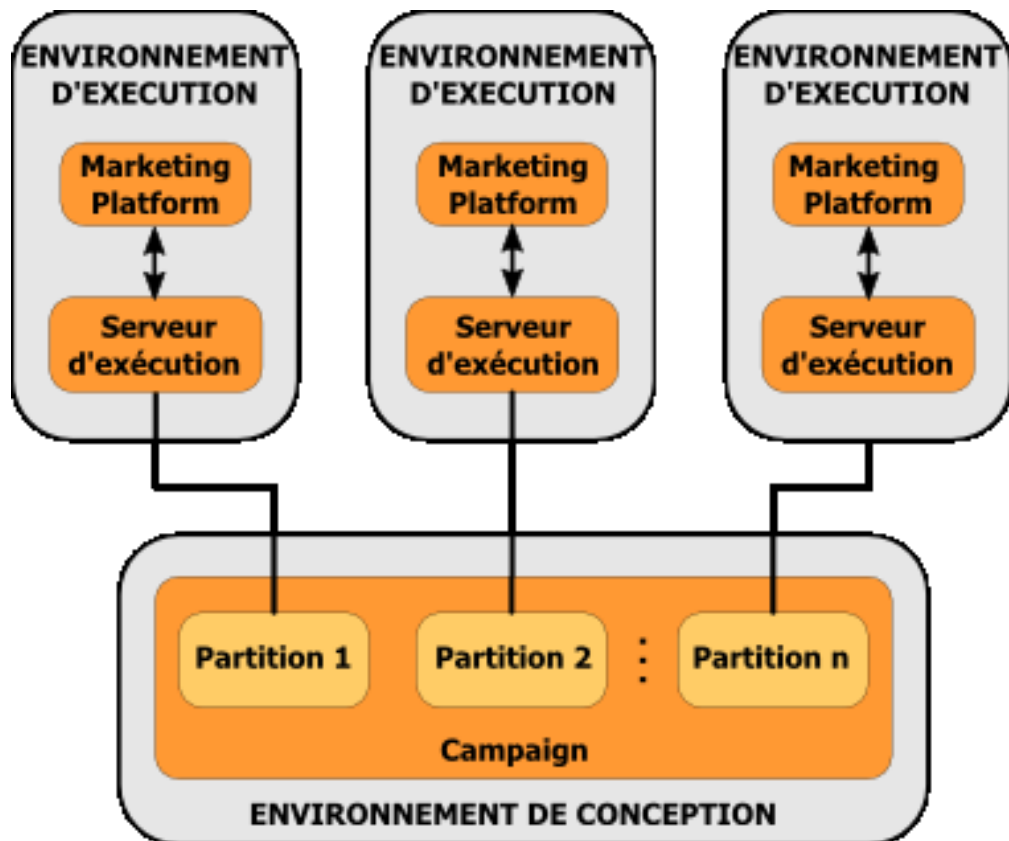 ENVIRONNEMENT
D'EXECUTION
Marketing
Platform
Serveur
d'exécution
ENVIRONNEMENT
D'EXECUTION
Marketing
Platform
Serveur
d'exécution
ENVIRONNEMENT
D'EXECUTION
Marketing
Platform
Serveur
d'exécution
Partition 1
Partition 2
Partition n
Campaign
ENVIRONNEMENT DE CONCEPTION